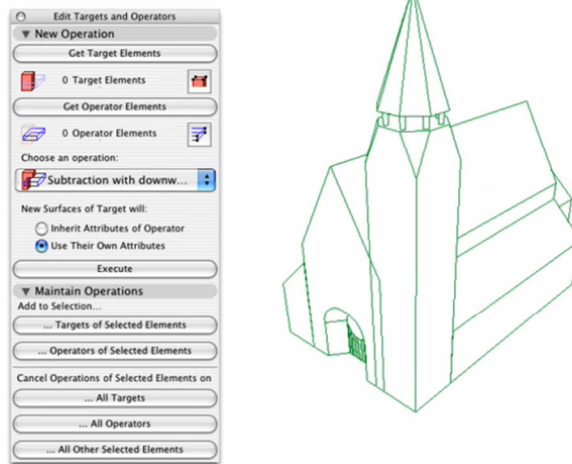 Edit Targets and Operators
New Operation
Get Target Elements
0 Target Elements
Get Operator Elements
0 Operator Elements
Choose an operation:
Subtraction with downw...
New Surfaces of Target will:
Inherit Attributes of Operator
Use Their Own Attributes
Execute
Maintain Operations
Add to Selection...
... Targets of Selected Elements
... Operators of Selected Elements
Cancel Operations of Selected Elements on
... All Targets
... All Operators
... All Other Selected Elements